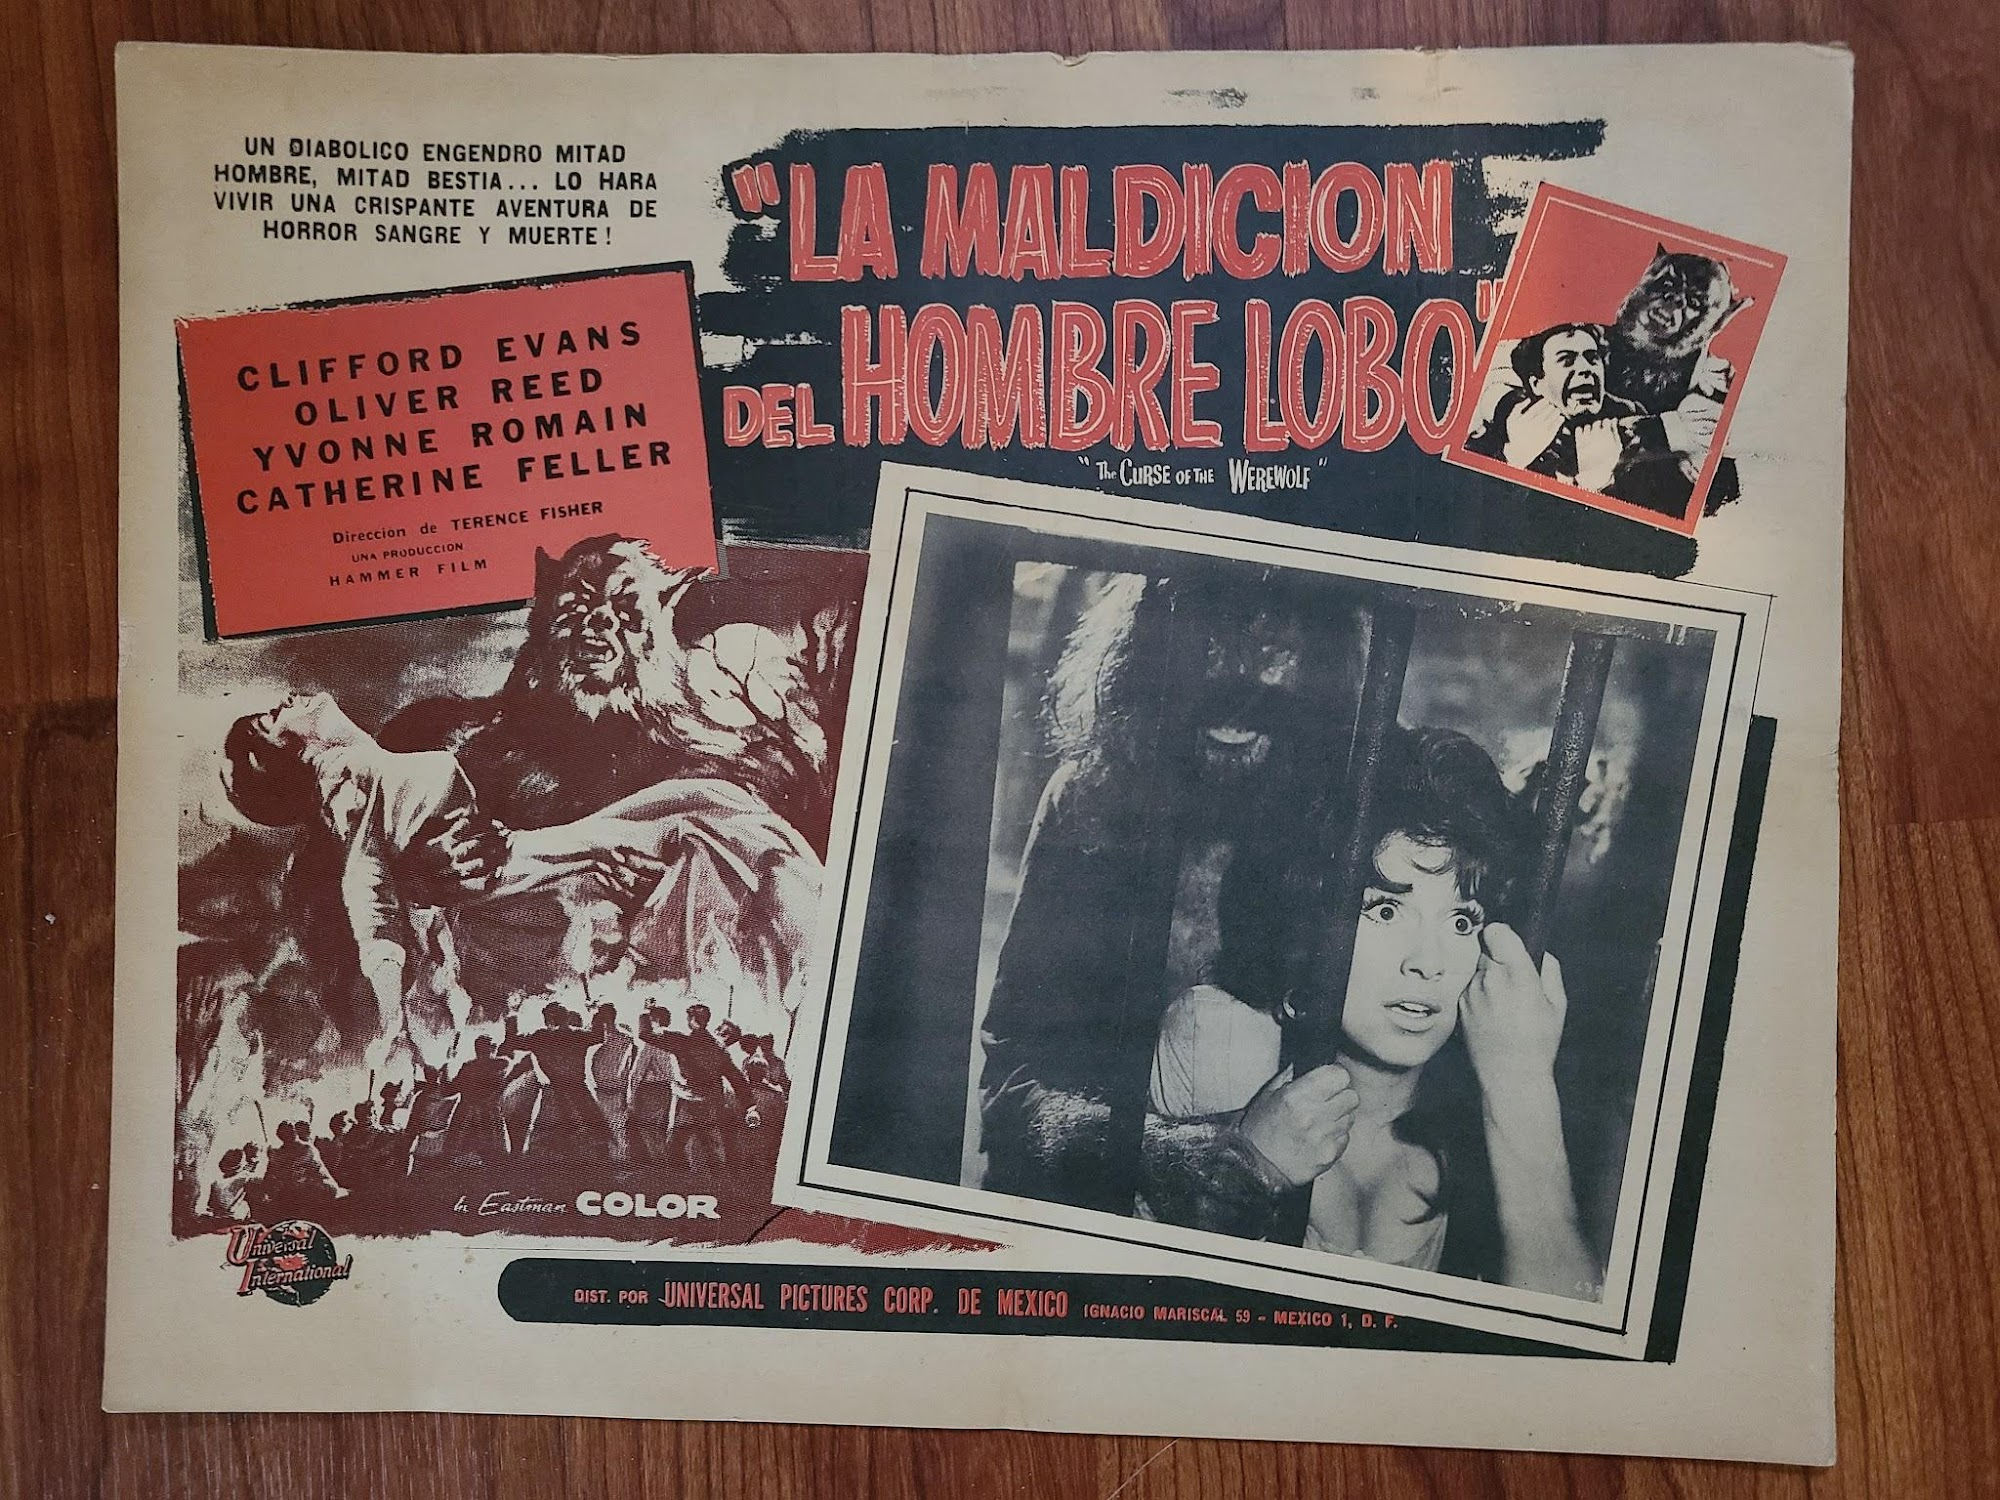 UN DIABOLICO ENGENDRO MITAD
HOMBRE, MITAD BESTIA... LO HARA
VIVIR UNA CRISPANTE AVENTURA DE
HORROR SANGRE Y MUERTE!
"LA MALDICION
DEL HOMBRE LOBO"
"The CURSE OF THE WEREWOLF"
CLIFFORD EVANS
OLIVER REED
YVONNE ROMAIN
CATHERINE FELLER
Dirección de TERENCE FISHER
UNA PRODUCCION
HAMMER FILM
In Eastman COLOR
Universal
International
DIST. POR UNIVERSAL PICTURES CORP. DE MEXICO IGNACIO MARISCAL 59 - MEXICO 1, D. F.